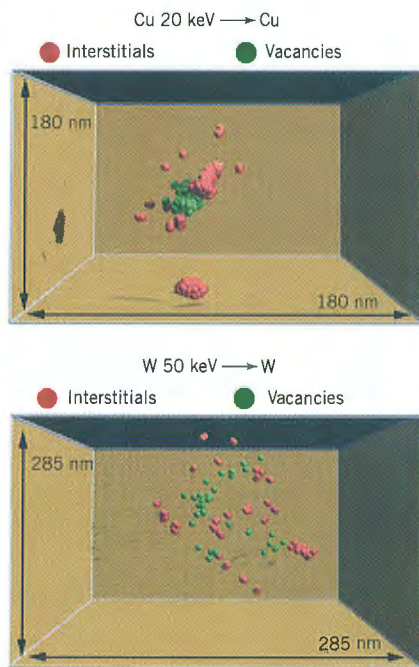 Cu 20 keV ⟶ Cu
Interstitials Vacancies
180 nm
180 nm
W 50 keV ⟶ W
Interstitials Vacancies
285 nm
285 nm